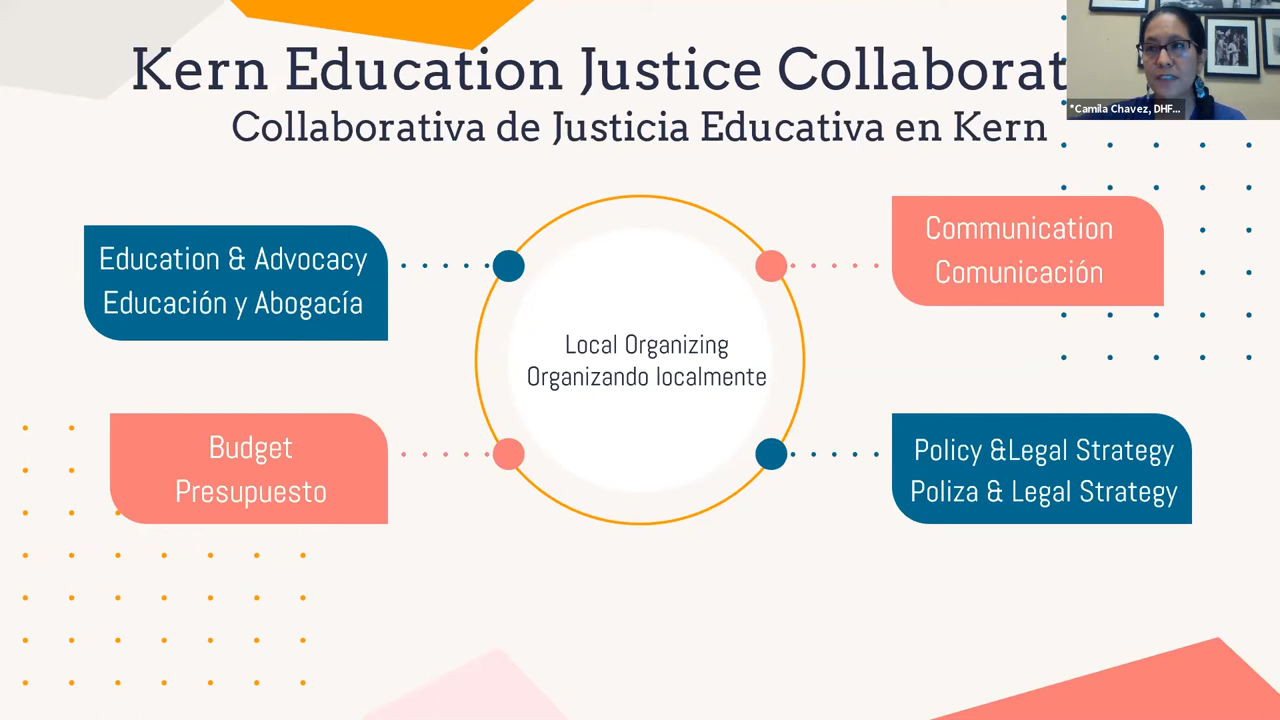 Kern Education Justice Collaborat
Collaborativa de Justicia Educativa en Kern
*Camila Chavez, DHF...
Education & Advocacy
Educación y Abogacía
Communication
Comunicación
Local Organizing
Organizando localmente
Budget
Presupuesto
Policy &Legal Strategy
Poliza & Legal Strategy